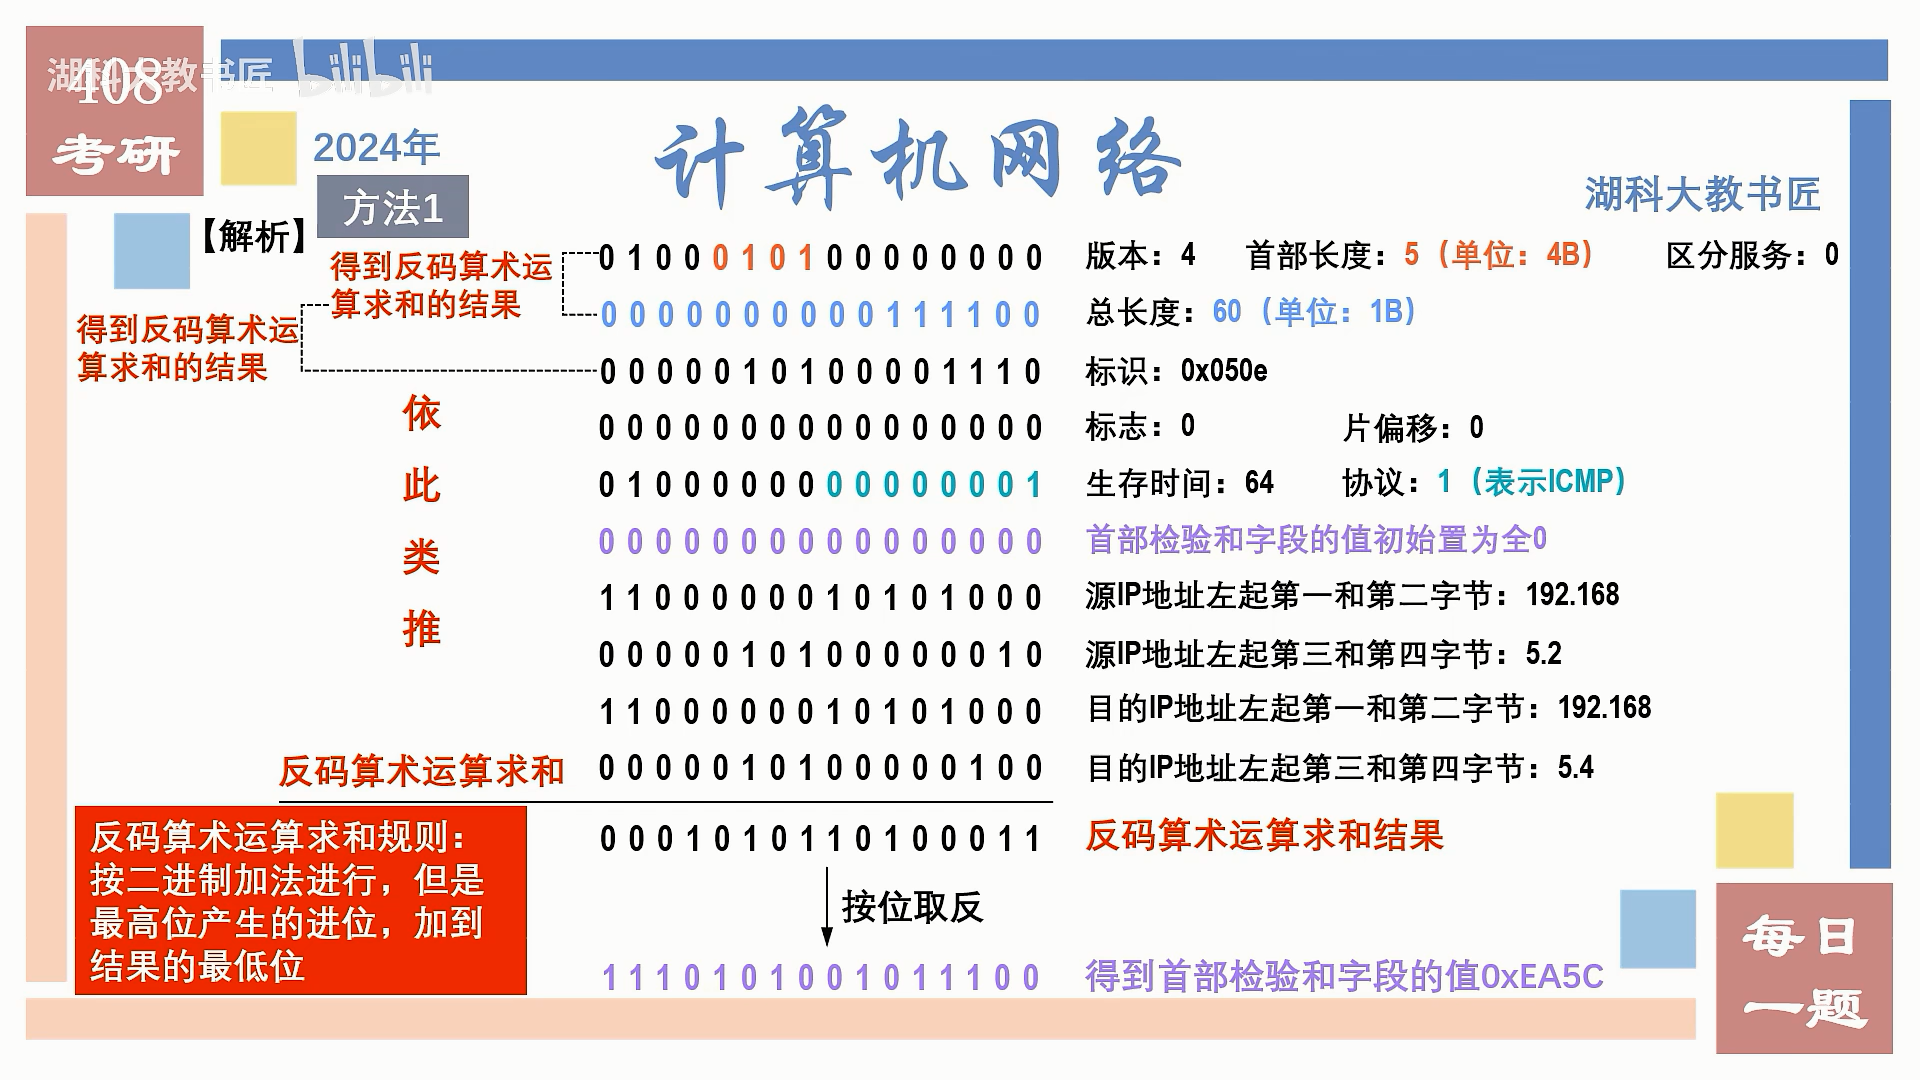 湖科大教书匠 bilibili
408
考研
2024年
计算机网络
方法1
湖科大教书匠
【解析】
得到反码算术运
算求和的结果
得到反码算术运
算求和的结果
依
此
类
推
0 1 0 0 0 1 0 1 0 0 0 0 0 0 0 0 版本：4 首部长度：5（单位：4B） 区分服务：0
0 0 0 0 0 0 0 0 0 0 1 1 1 1 0 0 总长度：60（单位：1B）
0 0 0 0 0 1 0 1 0 0 0 0 1 1 1 0 标识：0x050e
0 0 0 0 0 0 0 0 0 0 0 0 0 0 0 0 标志：0 片偏移：0
0 1 0 0 0 0 0 0 0 0 0 0 0 0 0 1 生存时间：64 协议：1（表示ICMP）
0 0 0 0 0 0 0 0 0 0 0 0 0 0 0 0 首部检验和字段的值初始置为全0
1 1 0 0 0 0 0 0 1 0 1 0 1 0 0 0 源IP地址左起第一和第二字节：192.168
0 0 0 0 0 1 0 1 0 0 0 0 0 0 1 0 源IP地址左起第三和第四字节：5.2
1 1 0 0 0 0 0 0 1 0 1 0 1 0 0 0 目的IP地址左起第一和第二字节：192.168
反码算术运算求和 0 0 0 0 0 1 0 1 0 0 0 0 0 1 0 0 目的IP地址左起第三和第四字节：5.4
0 0 0 1 0 1 0 1 1 0 1 0 0 0 1 1 反码算术运算求和结果
反码算术运算求和规则：
按二进制加法进行，但是
最高位产生的进位，加到
结果的最低位
按位取反
1 1 1 0 1 0 1 0 0 1 0 1 1 1 0 0 得到首部检验和字段的值0xEA5C
每日
一题